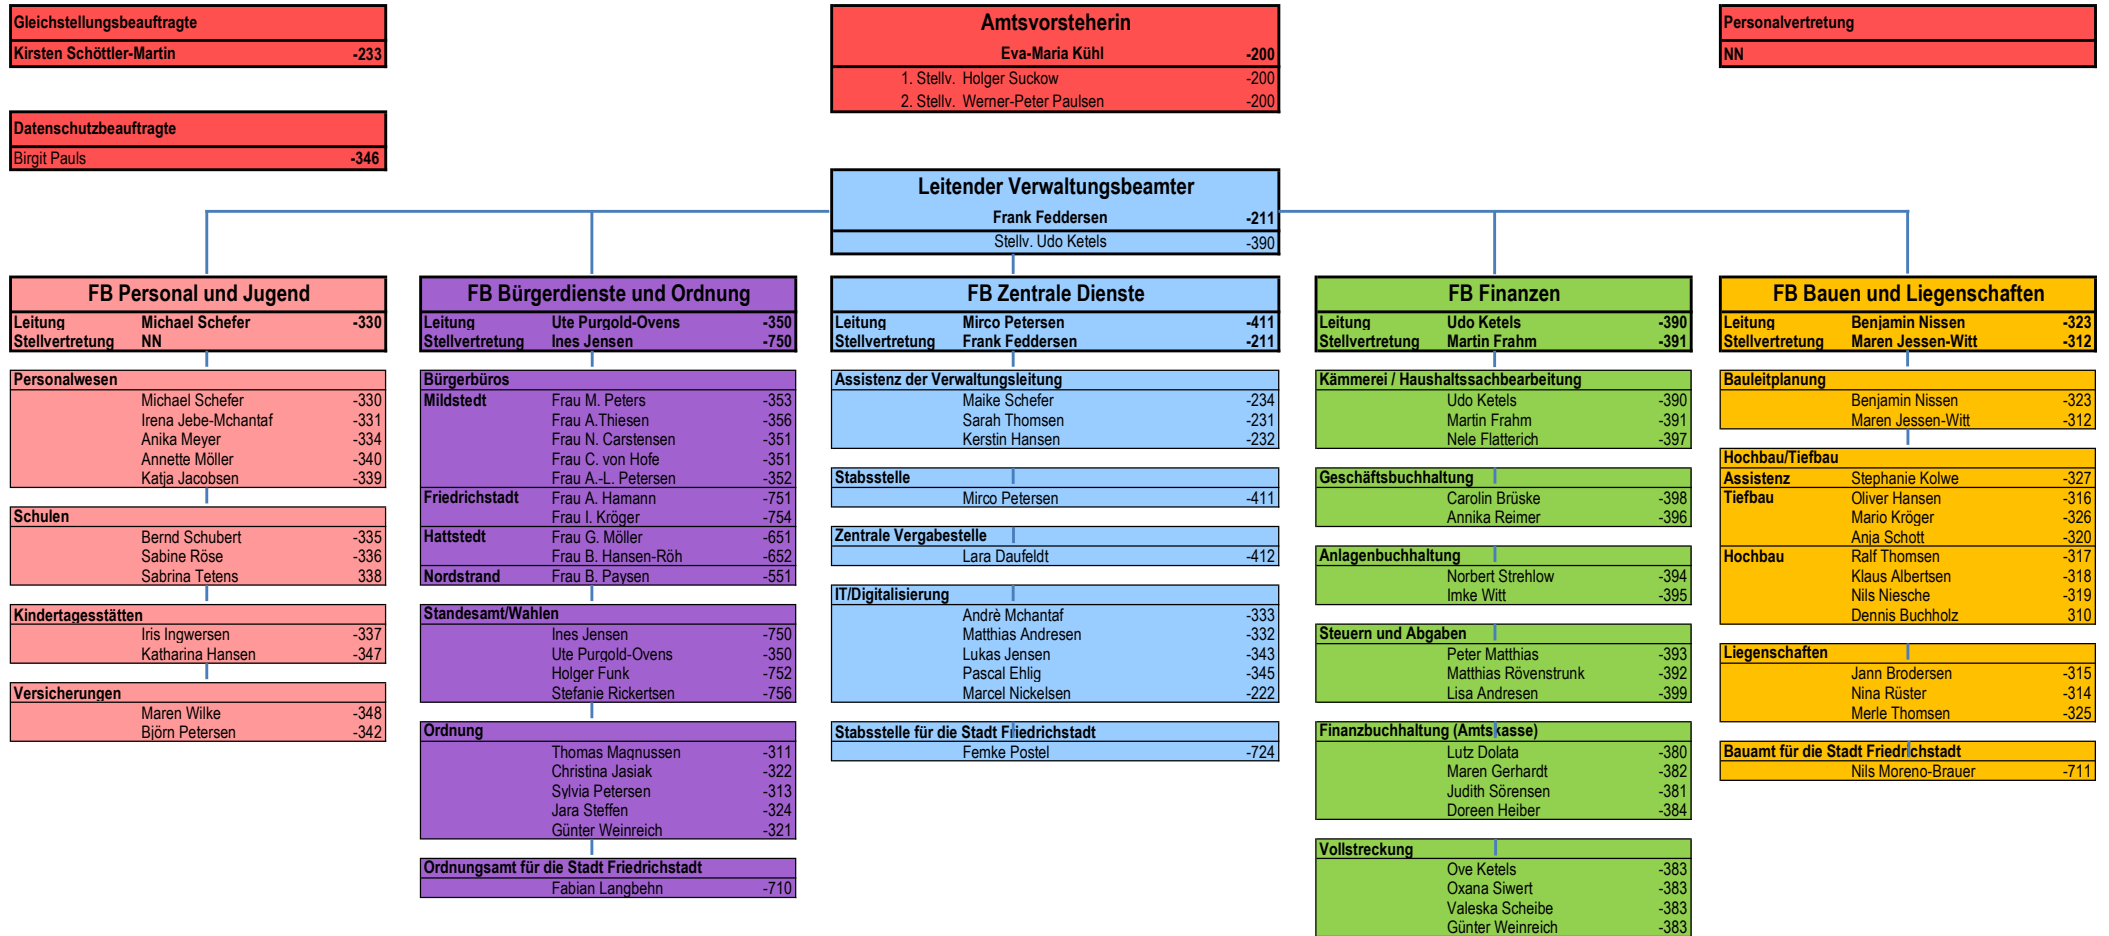 Gleichstellungsbeauftragte
Kirsten Schöttler-Martin -233
Amtsvorsteherin
Eva-Maria Kühl -200
1. Stellv. Holger Suckow -200
2. Stellv. Werner-Peter Paulsen -200
Personalvertretung
NN
Datenschutzbeauftragte
Birgit Pauls -346
Leitender Verwaltungsbeamter
Frank Feddersen -211
Stellv. Udo Ketels -390
FB Personal und Jugend
Leitung Michael Schefer -330
Stellvertretung NN
Personalwesen
Michael Schefer -330
Irena Jebe-Mchantaf -331
Anika Meyer -334
Annette Möller -340
Katja Jacobsen -339
Schulen
Bernd Schubert -335
Sabine Röse -336
Sabrina Tetens 338
Kindertagesstätten
Iris Ingwersen -337
Katharina Hansen -347
Versicherungen
Maren Wilke -348
Björn Petersen -342
FB Bürgerdienste und Ordnung
Leitung Ute Purgold-Ovens -350
Stellvertretung Ines Jensen -750
Bürgerbüros
Mildstedt Frau M. Peters -353
Frau A.Thiesen -356
Frau N. Carstensen -351
Frau C. von Hofe -351
Frau A.-L. Petersen -352
Friedrichstadt Frau A. Hamann -751
Frau I. Kröger -754
Hattstedt Frau G. Möller -651
Frau B. Hansen-Röh -652
Nordstrand Frau B. Paysen -551
Standesamt/Wahlen
Ines Jensen -750
Ute Purgold-Ovens -350
Holger Funk -752
Stefanie Rickertsen -756
Ordnung
Thomas Magnussen -311
Christina Jasiak -322
Sylvia Petersen -313
Jara Steffen -324
Günter Weinreich -321
Ordnungsamt für die Stadt Friedrichstadt
Fabian Langbehn -710
FB Zentrale Dienste
Leitung Mirco Petersen -411
Stellvertretung Frank Feddersen -211
Assistenz der Verwaltungsleitung
Maike Schefer -234
Sarah Thomsen -231
Kerstin Hansen -232
Stabsstelle
Mirco Petersen -411
Zentrale Vergabestelle
Lara Daufeldt -412
IT/Digitalisierung
Andrè Mchantaf -333
Matthias Andresen -332
Lukas Jensen -343
Pascal Ehlig -345
Marcel Nickelsen -222
Stabsstelle für die Stadt Friedrichstadt
Femke Postel -724
FB Finanzen
Leitung Udo Ketels -390
Stellvertretung Martin Frahm -391
Kämmerei / Haushaltssachbearbeitung
Udo Ketels -390
Martin Frahm -391
Nele Flatterich -397
Geschäftsbuchhaltung
Carolin Brüske -398
Annika Reimer -396
Anlagenbuchhaltung
Norbert Strehlow -394
Imke Witt -395
Steuern und Abgaben
Peter Matthias -393
Matthias Rövenstrunk -392
Lisa Andresen -399
Finanzbuchhaltung (Amtskasse)
Lutz Dolata -380
Maren Gerhardt -382
Judith Sörensen -381
Doreen Heiber -384
Vollstreckung
Ove Ketels -383
Oxana Siwert -383
Valeska Scheibe -383
Günter Weinreich -383
FB Bauen und Liegenschaften
Leitung Benjamin Nissen -323
Stellvertretung Maren Jessen-Witt -312
Bauleitplanung
Benjamin Nissen -323
Maren Jessen-Witt -312
Hochbau/Tiefbau
Assistenz Stephanie Kolwe -327
Tiefbau Oliver Hansen -316
Mario Kröger -326
Anja Schott -320
Hochbau Ralf Thomsen -317
Klaus Albertsen -318
Nils Niesche -319
Dennis Buchholz 310
Liegenschaften
Jann Brodersen -315
Nina Rüster -314
Merle Thomsen -325
Bauamt für die Stadt Friedrichstadt
Nils Moreno-Brauer -711